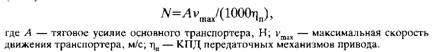 N=Av_max/(1000η_п),
где A — тяговое усилие основного транспортера, Н; v_max — максимальная скорость
движения транспортера, м/с; η_п — КПД передаточных механизмов привода.